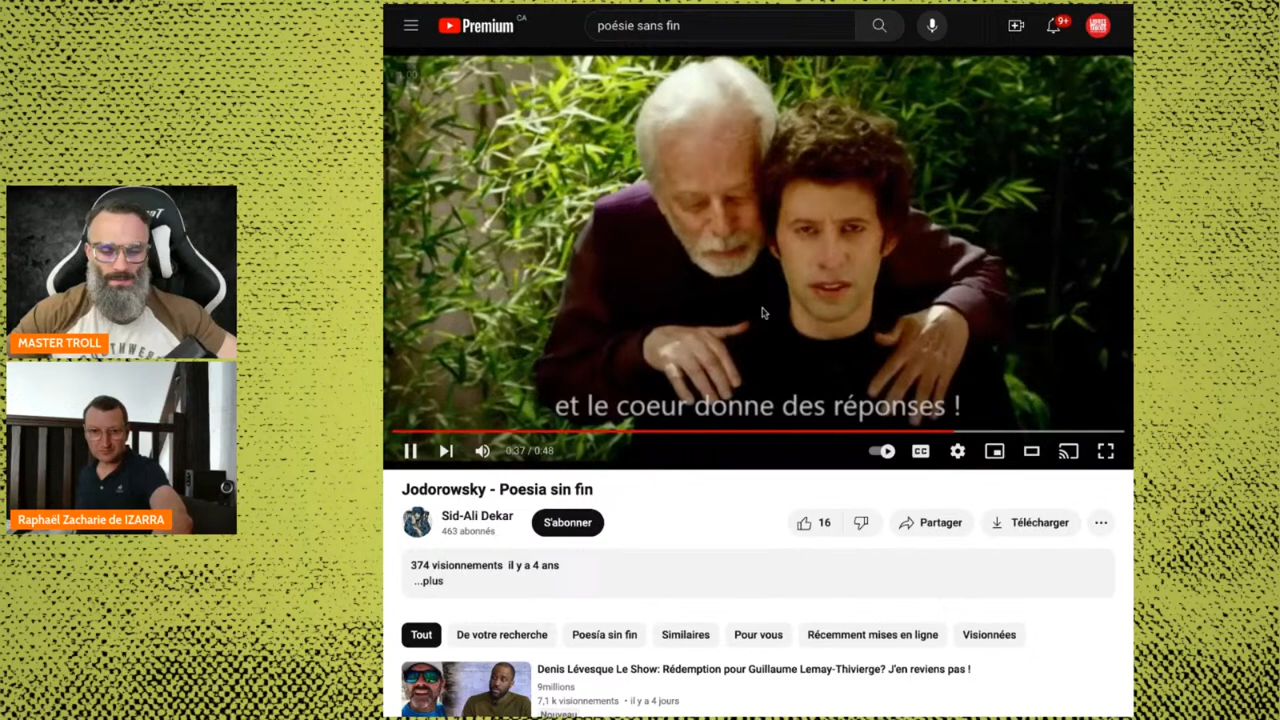 Premium
CA
poésie sans fin
9+
MASTER TROLL
Raphaël Zacharie de IZARRA
et le coeur donne des réponses !
0:37 / 0:48
CC
Jodorowsky - Poesia sin fin
Sid-Ali Dekar
463 abonnés
S'abonner
16
Partager
Télécharger
374 visionnements il y a 4 ans
...plus
Tout
De votre recherche
Poesía sin fin
Similaires
Pour vous
Récemment mises en ligne
Visionnées
Denis Lévesque Le Show: Rédemption pour Guillaume Lemay-Thivierge? J'en reviens pas !
9millions
7,1 k visionnements • il y a 4 jours
Nouveau